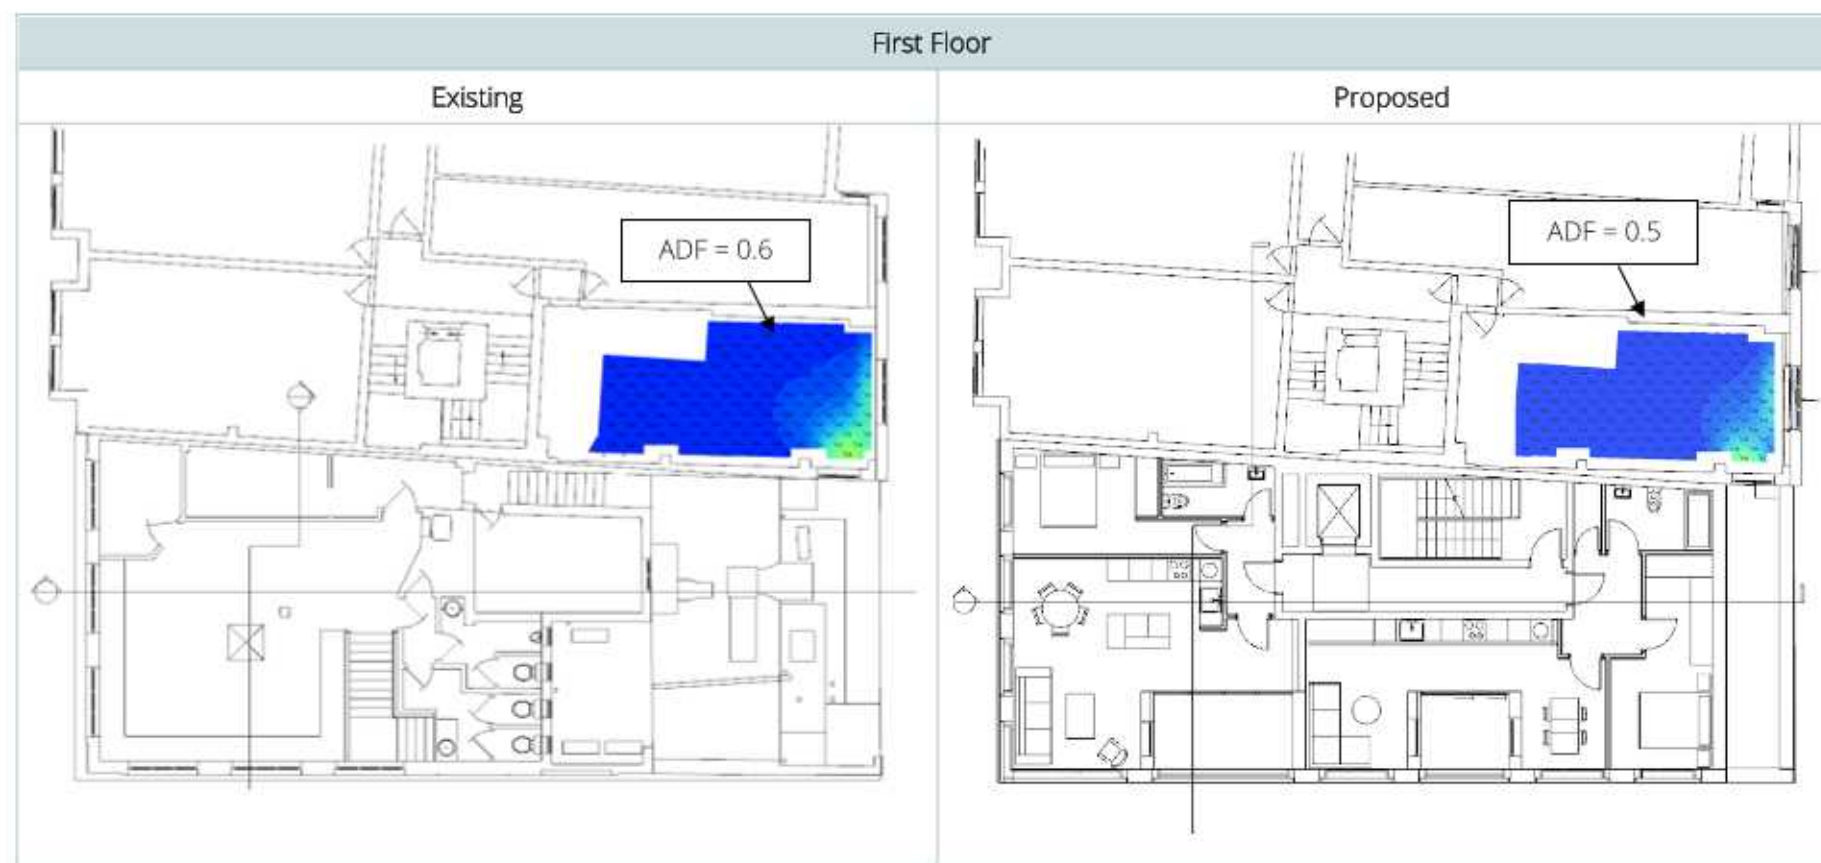 First Floor
Existing
Proposed
ADF = 0.6
ADF = 0.5